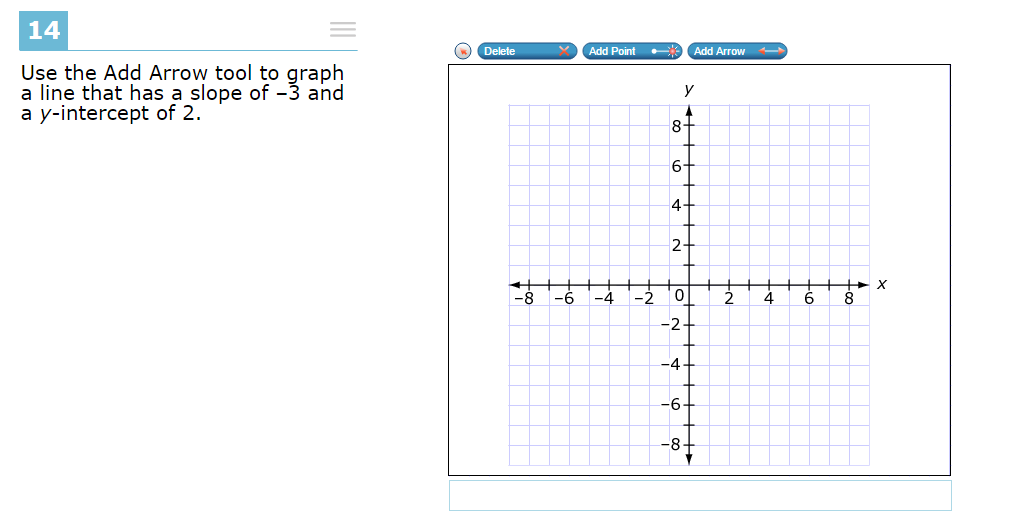 14
Use the Add Arrow tool to graph
a line that has a slope of –3 and
a y-intercept of 2.
Delete Add Point Add Arrow
y
8
6
4
2
–8 –6 –4 –2 0 2 4 6 8 x
–2
–4
–6
–8